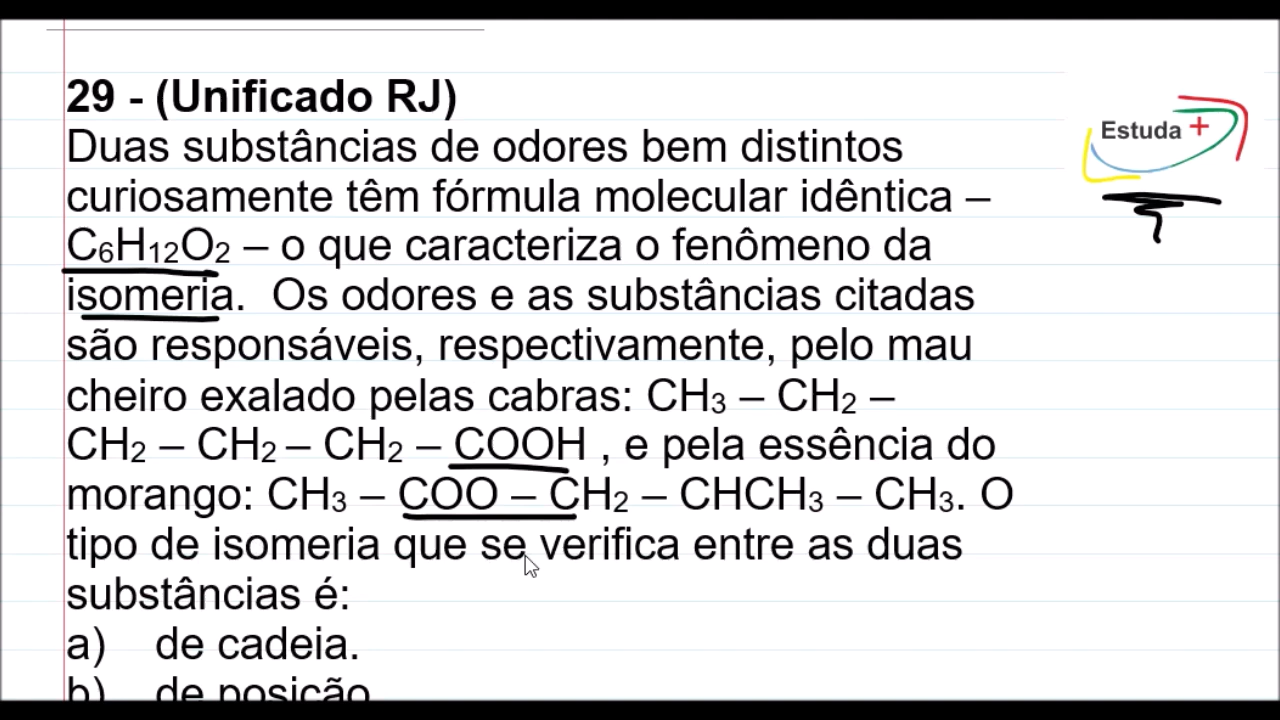 29 - (Unificado RJ)
Duas substâncias de odores bem distintos
curiosamente têm fórmula molecular idêntica –
C₆H₁₂O₂ – o que caracteriza o fenômeno da
isomeria. Os odores e as substâncias citadas
são responsáveis, respectivamente, pelo mau
cheiro exalado pelas cabras: CH₃ – CH₂ –
CH₂ – CH₂ – CH₂ – COOH , e pela essência do
morango: CH₃ – COO – CH₂ – CHCH₃ – CH₃. O
tipo de isomeria que se verifica entre as duas
substâncias é:
a) de cadeia.
b) de posição
Estuda +